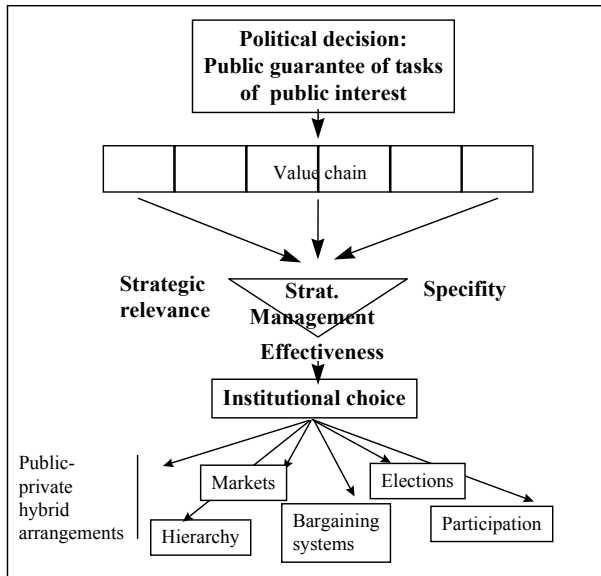 Political decision:
Public guarantee of tasks
of public interest
Value chain
Strategic
relevance
Strat.
Management
Specifity
Effectiveness
Institutional choice
Public-
private
hybrid
arrangements
Markets
Elections
Hierarchy
Bargaining
systems
Participation